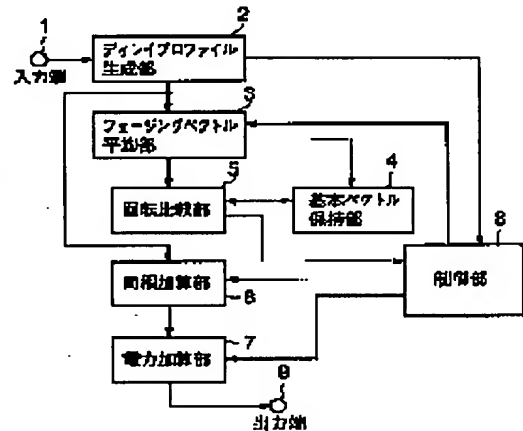 1
入力端
2
ディレイプロファイル
生成部
3
フェージングベクトル
平均部
5
回転比較部
4
基本ベクトル
保持部
8
制御部
同相加算部
6
7
電力加算部
9
出力端